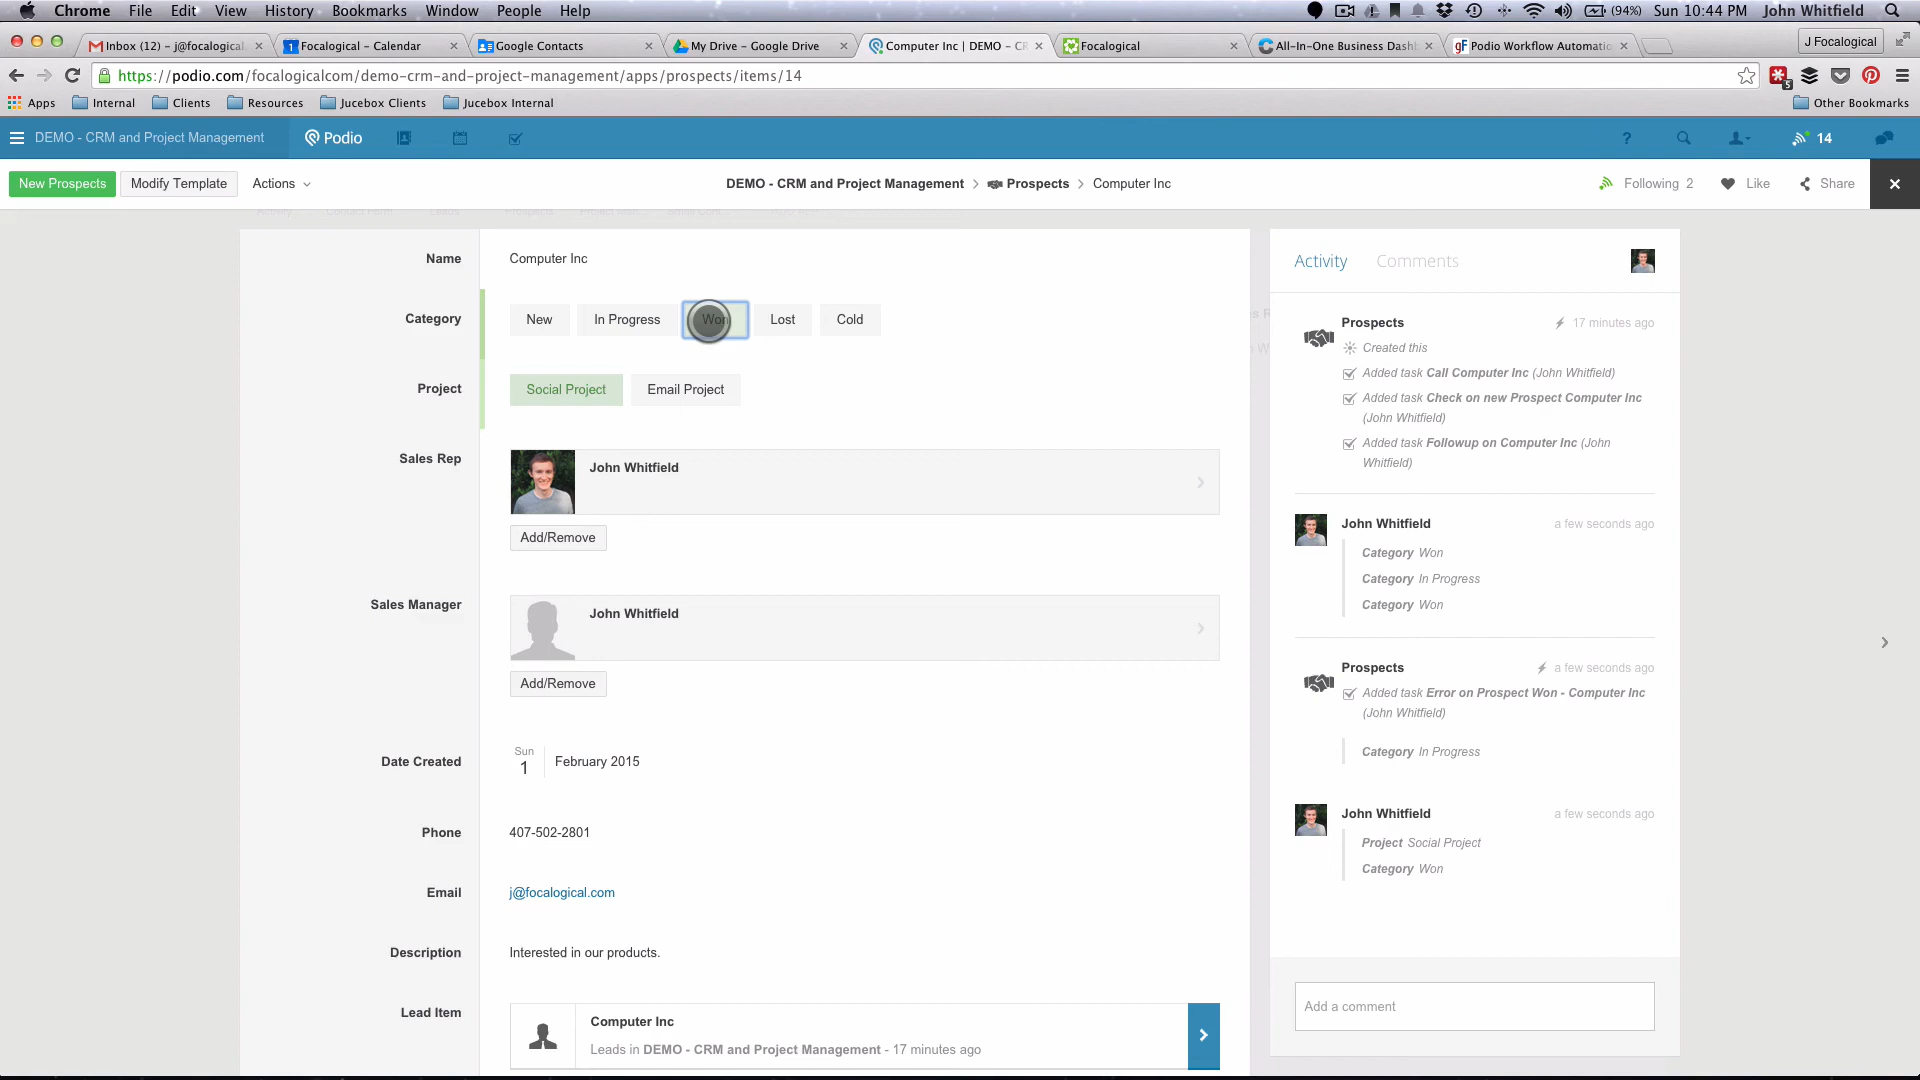 Chrome File Edit View History Bookmarks Window People Help (94%) Sun 10:44 PM John Whitfield
Inbox (12) - j@focalogical. Focalogical - Calendar Google Contacts My Drive - Google Drive Computer Inc | DEMO - CR Focalogical All-In-One Business Dash Podio Workflow Automatio J Focalogical
https://podio.com/focalogicalcom/demo-crm-and-project-management/apps/prospects/items/14
Apps Internal Clients Resources Jucebox Clients Jucebox Internal Other Bookmarks
DEMO - CRM and Project Management Podio ? 14
New Prospects Modify Template Actions DEMO - CRM and Project Management > Prospects > Computer Inc Following 2 Like Share
Name Computer Inc
Category New In Progress Won Lost Cold
Project Social Project Email Project
Sales Rep John Whitfield
Add/Remove
Sales Manager John Whitfield
Add/Remove
Date Created Sun 1 February 2015
Phone 407-502-2801
Email j@focalogical.com
Description Interested in our products.
Lead Item Computer Inc
Leads in DEMO - CRM and Project Management - 17 minutes ago
Activity Comments
Prospects 17 minutes ago
Created this
Added task Call Computer Inc (John Whitfield)
Added task Check on new Prospect Computer Inc
(John Whitfield)
Added task Followup on Computer Inc (John
Whitfield)
John Whitfield a few seconds ago
Category Won
Category In Progress
Category Won
Prospects a few seconds ago
Added task Error on Prospect Won - Computer Inc
(John Whitfield)
Category In Progress
John Whitfield a few seconds ago
Project Social Project
Category Won
Add a comment